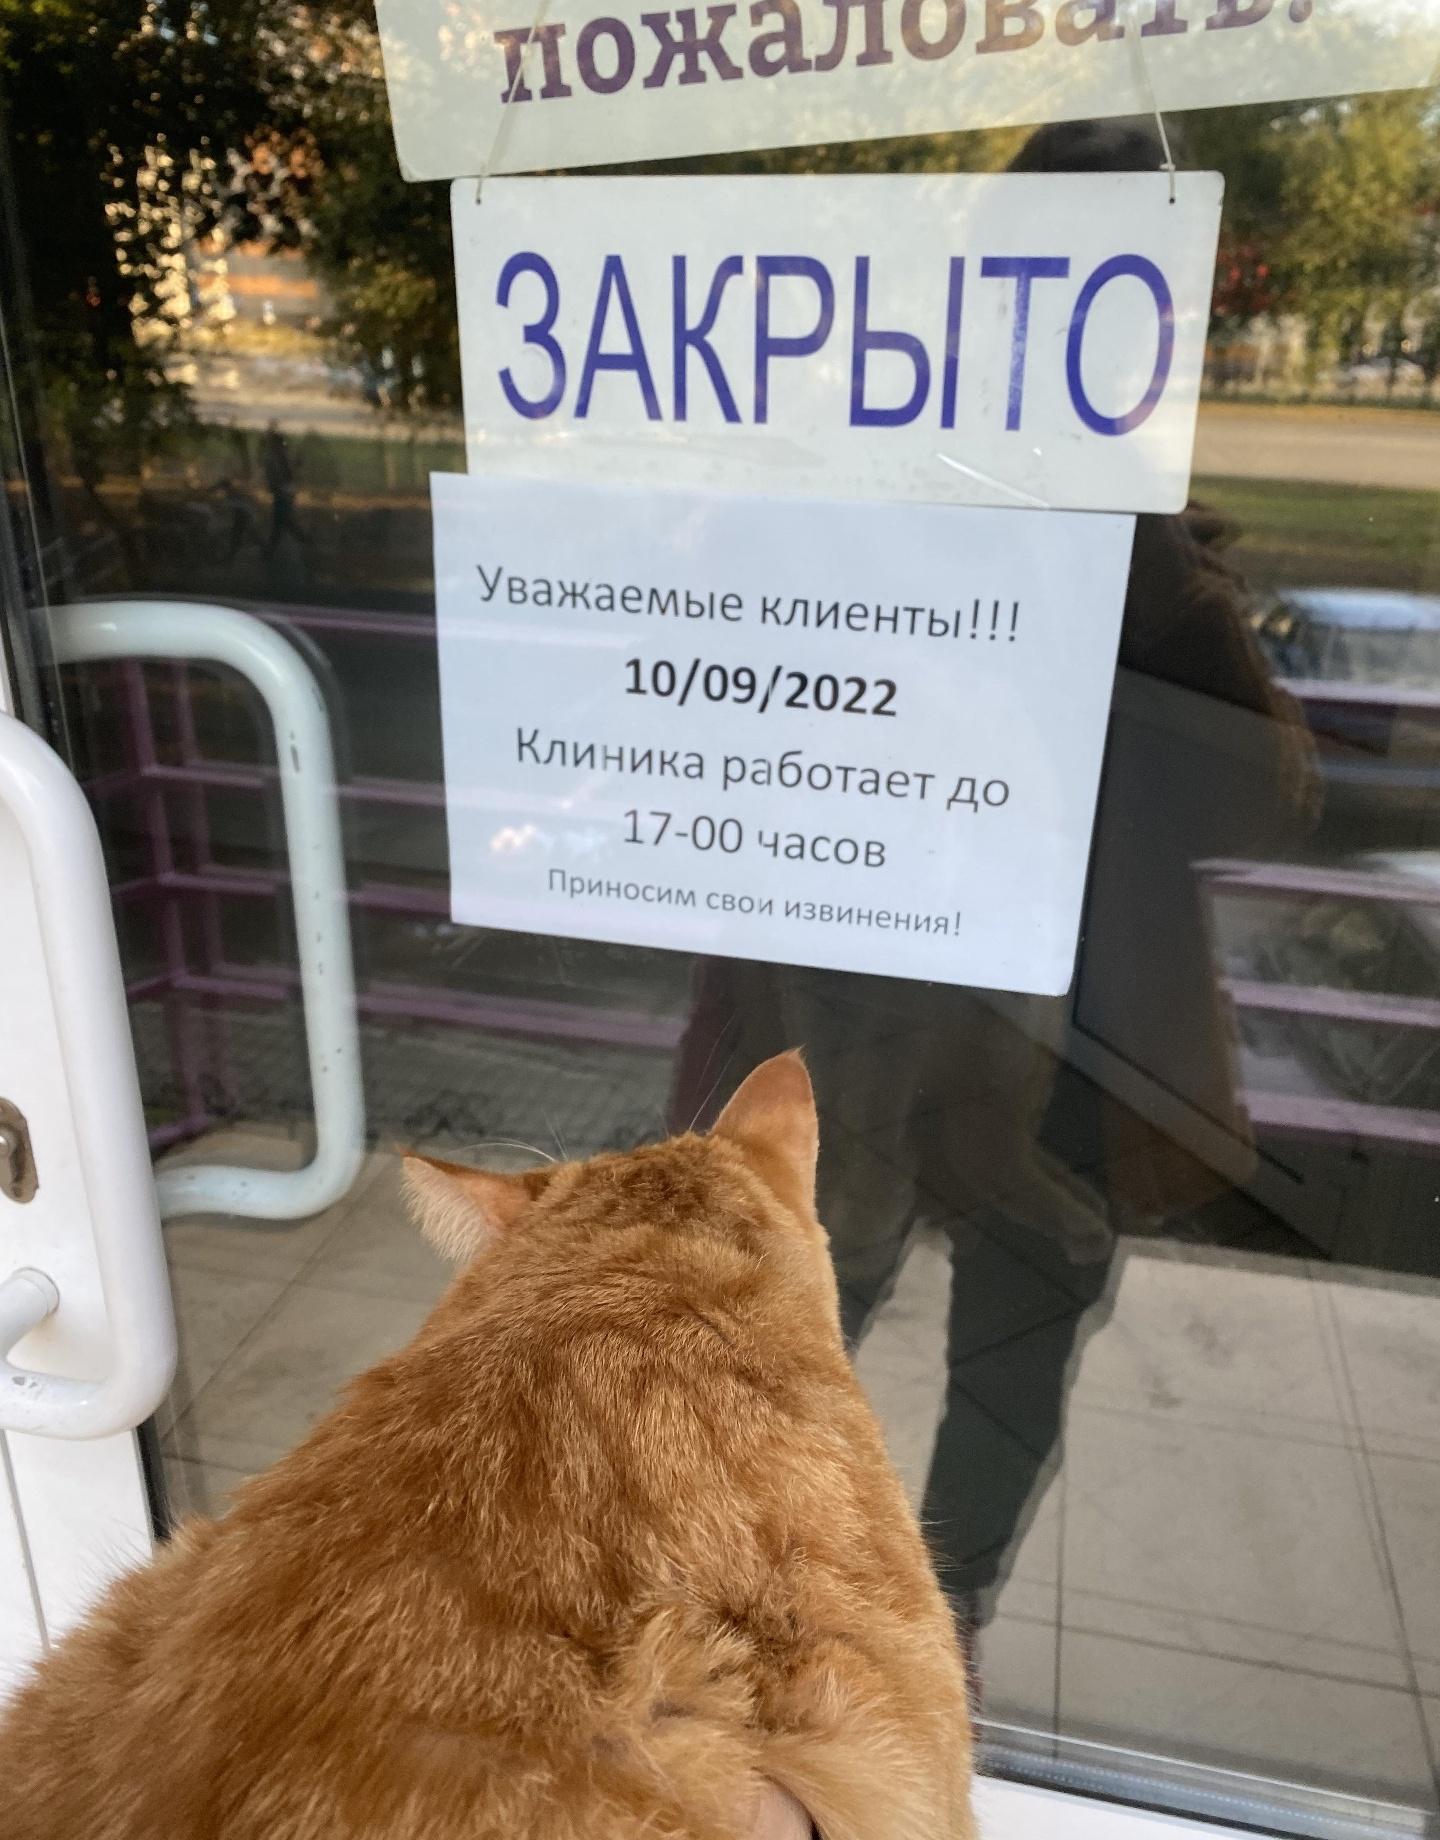 пожаловать!
ЗАКРЫТО
Уважаемые клиенты!!!
10/09/2022
Клиника работает до
17-00 часов
Приносим свои извинения!